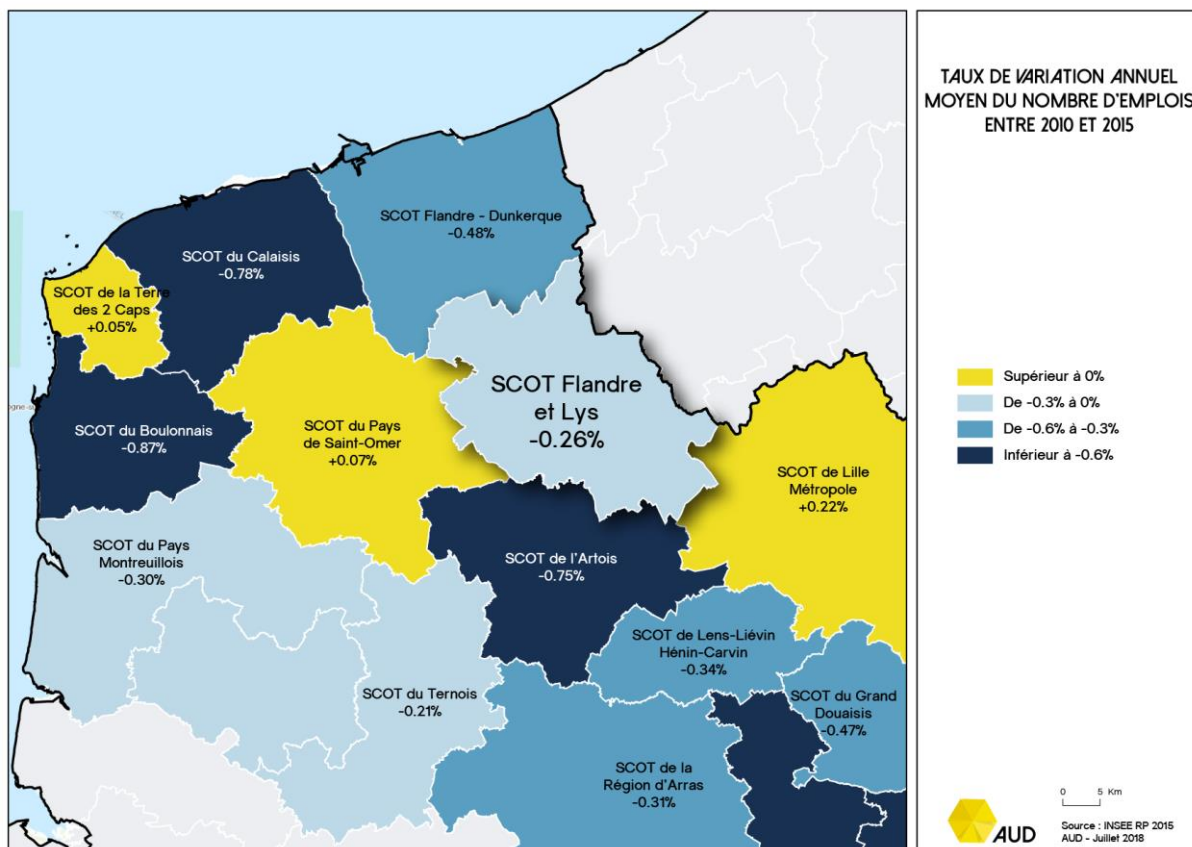 TAUX DE VARIATION ANNUEL
MOYEN DU NOMBRE D'EMPLOIS
ENTRE 2010 ET 2015
SCOT Flandre - Dunkerque
-0.48%
SCOT du Calaisis
-0.78%
SCOT de la Terre
des 2 Caps
+0.05%
SCOT Flandre
et Lys
-0.26%
SCOT du Boulonnais
-0.87%
SCOT du Pays
de Saint-Omer
+0.07%
SCOT de Lille
Métropole
+0.22%
SCOT du Pays
Montreuillois
-0.30%
SCOT de l'Artois
-0.75%
SCOT de Lens-Liévin
Hénin-Carvin
-0.34%
SCOT du Ternois
-0.21%
SCOT du Grand
Douaisis
-0.47%
SCOT de la
Région d'Arras
-0.31%
Supérieur à 0%
De -0.3% à 0%
De -0.6% à -0.3%
Inférieur à -0.6%
0 5 Km
AUD
Source : INSEE RP 2015
AUD - Juillet 2018